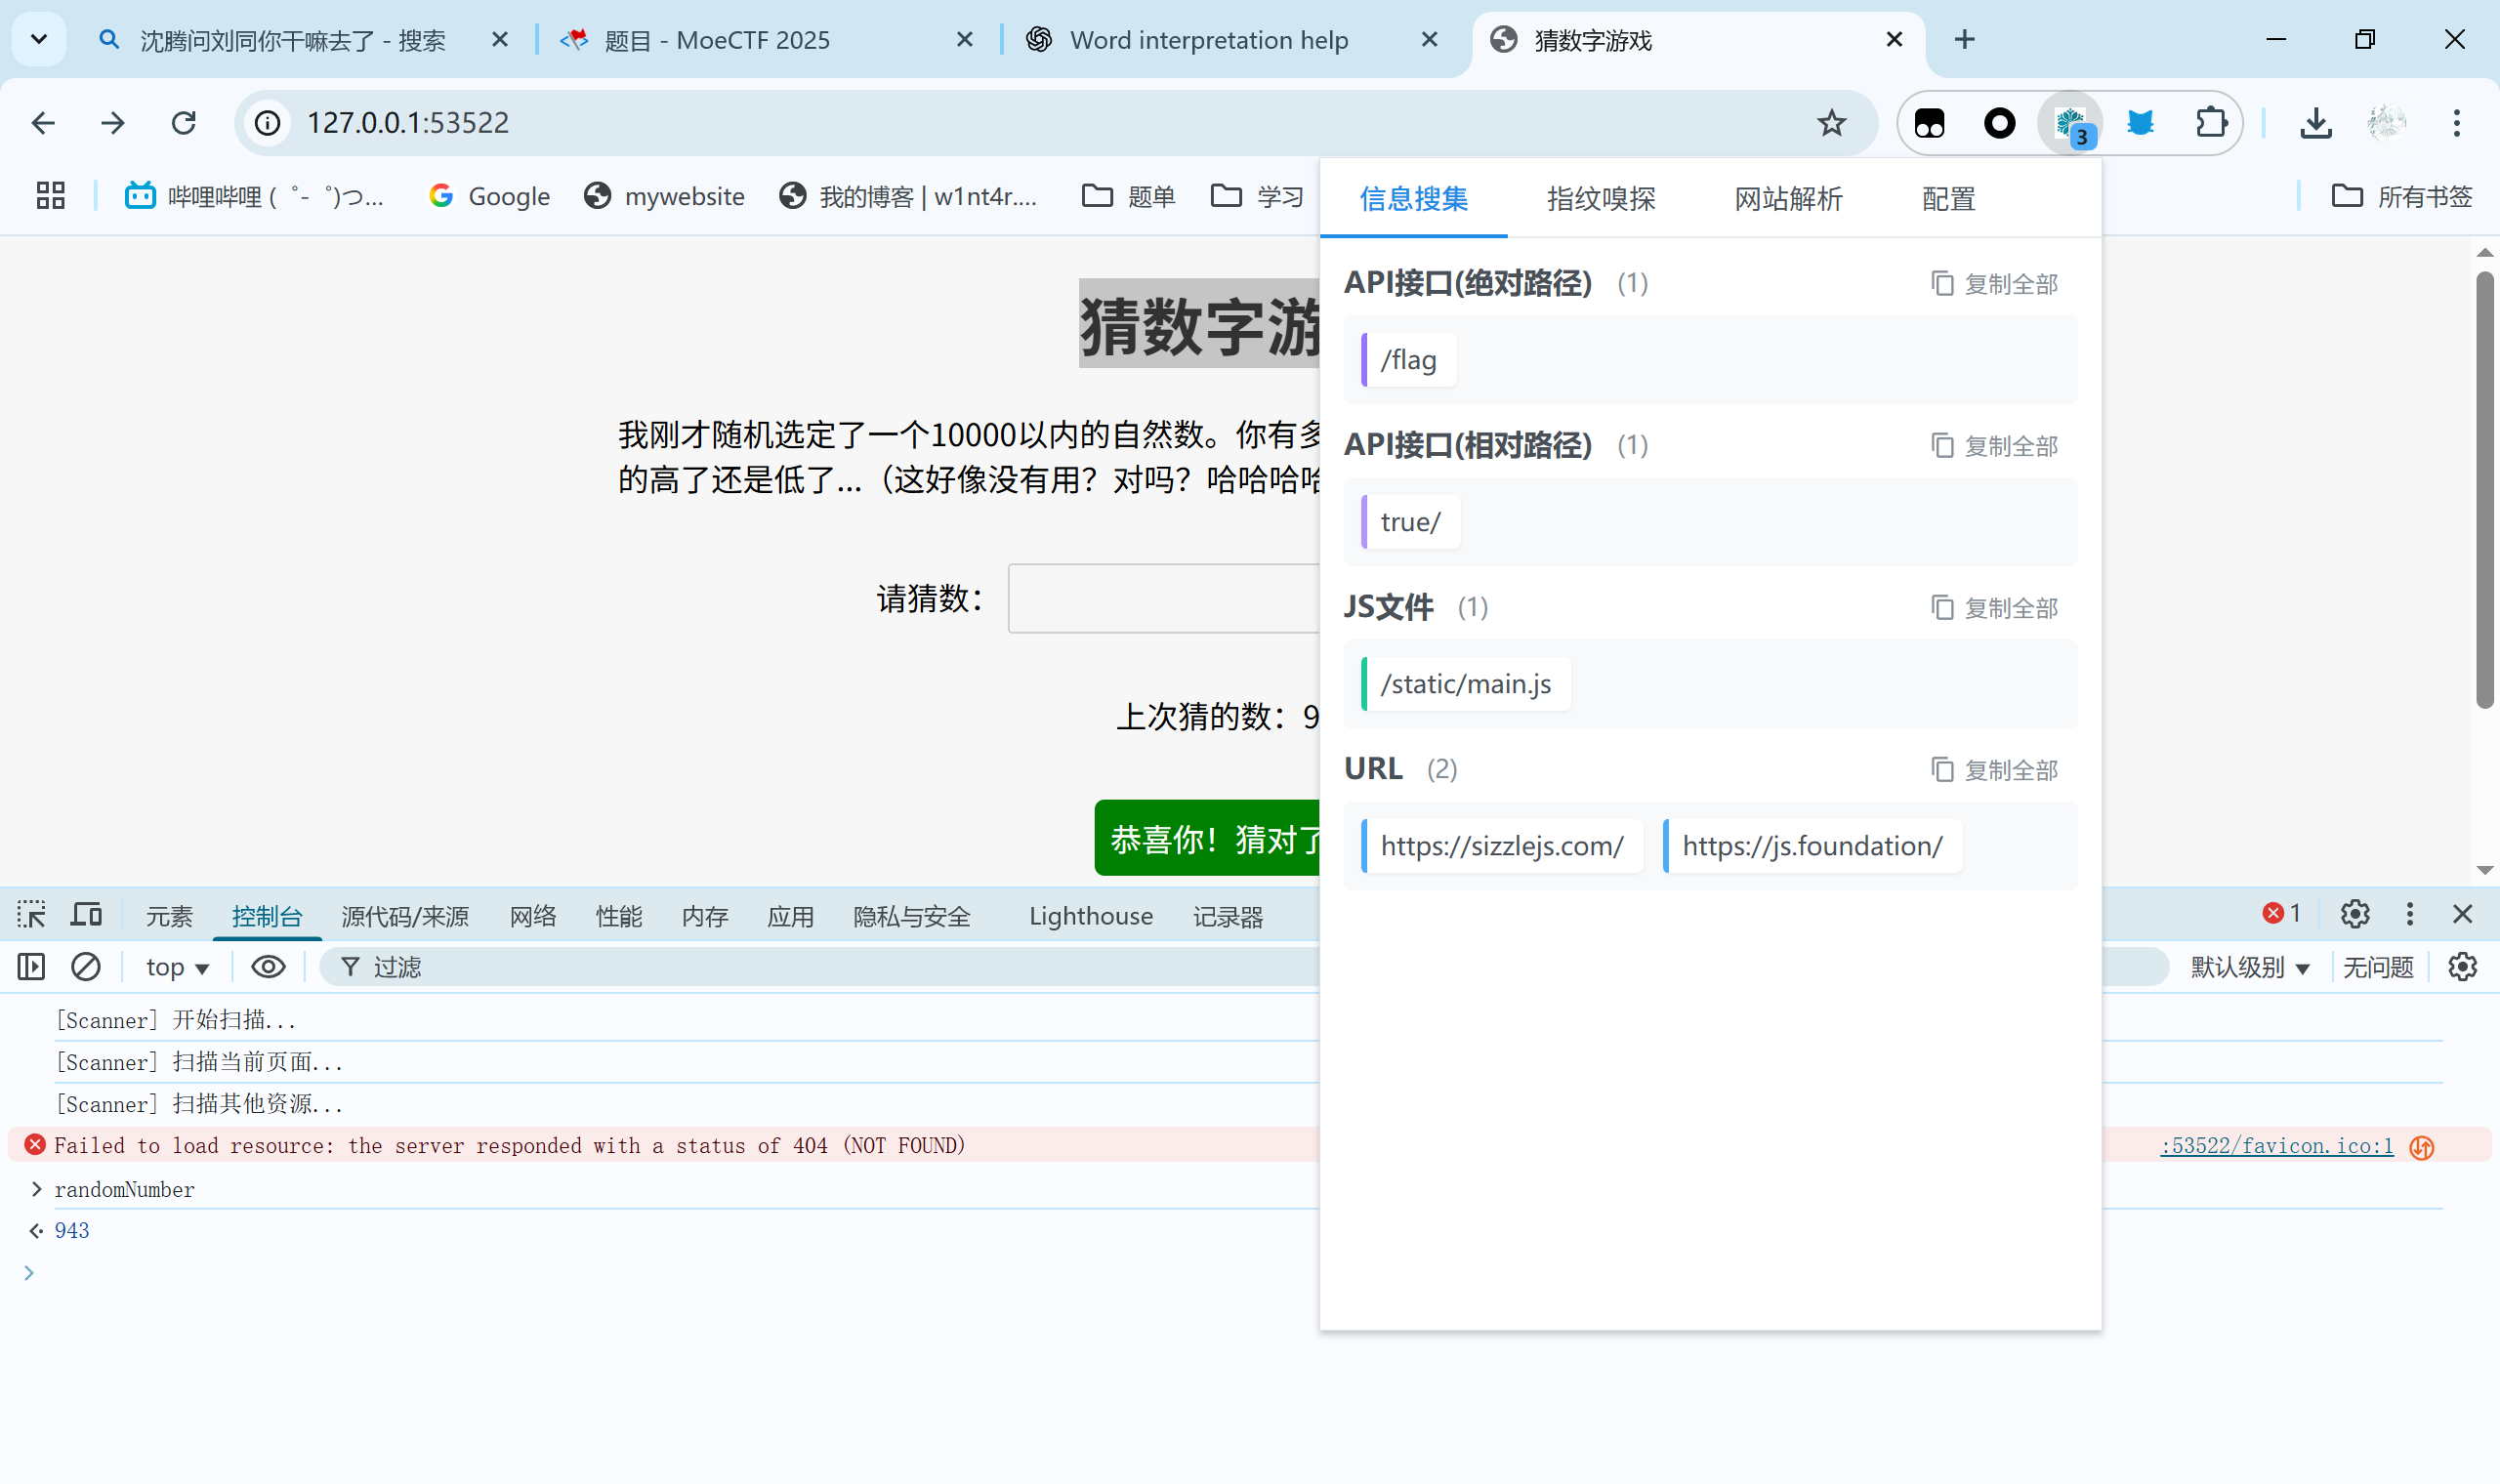 沈腾问刘同你干嘛去了 - 搜索
题目 - MoeCTF 2025
Word interpretation help
猜数字游戏
127.0.0.1:53522
3
哔哩哔哩 (゜-゜)つ...
Google
mywebsite
我的博客 | w1nt4r....
题单
学习
所有书签
猜数字游
我刚才随机选定了一个10000以内的自然数。你有多
的高了还是低了...（这好像没有用？对吗？哈哈哈哈
请猜数：
上次猜的数：9
恭喜你！猜对了
信息搜集
指纹嗅探
网站解析
配置
API接口(绝对路径) (1)
复制全部
/flag
API接口(相对路径) (1)
复制全部
true/
JS文件 (1)
复制全部
/static/main.js
URL (2)
复制全部
https://sizzlejs.com/
https://js.foundation/
元素
控制台
源代码/来源
网络
性能
内存
应用
隐私与安全
Lighthouse
记录器
1
top
过滤
默认级别
无问题
[Scanner] 开始扫描...
[Scanner] 扫描当前页面...
[Scanner] 扫描其他资源...
Failed to load resource: the server responded with a status of 404 (NOT FOUND)
:53522/favicon.ico:1
randomNumber
943